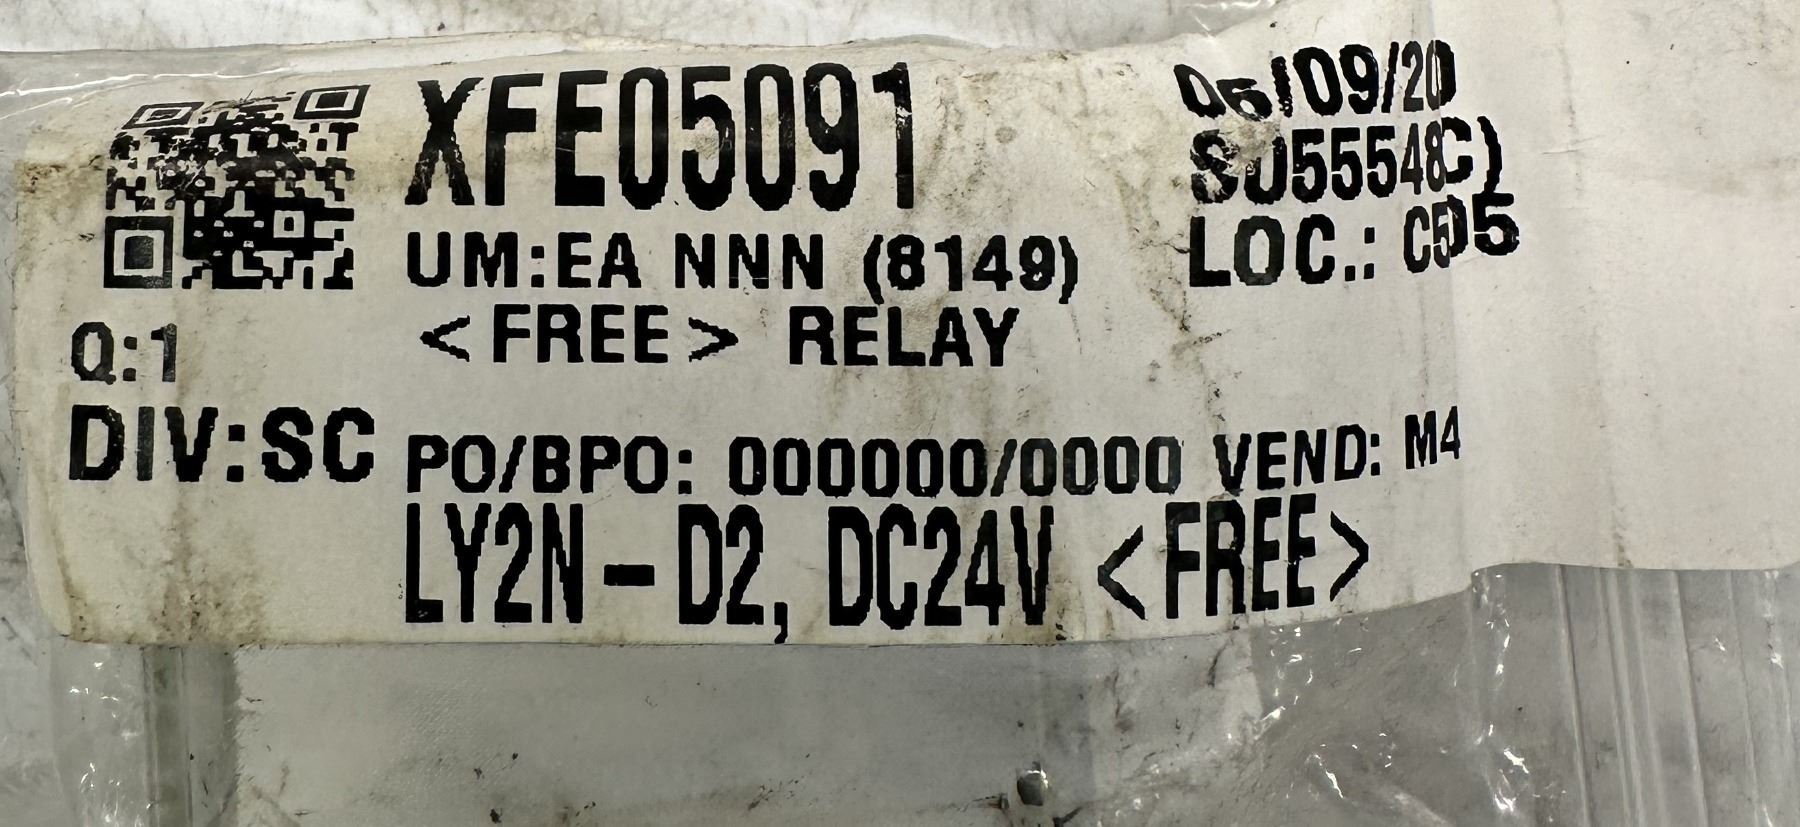 XFE05091
06/09/20
LOC.:
UM:EA NNN (8149)
<FREE> RELAY
Q:1
DIV:SC
PO/BPO: 000000/0000 VEND: M4
LY2N-D2, DC24V <FREE>